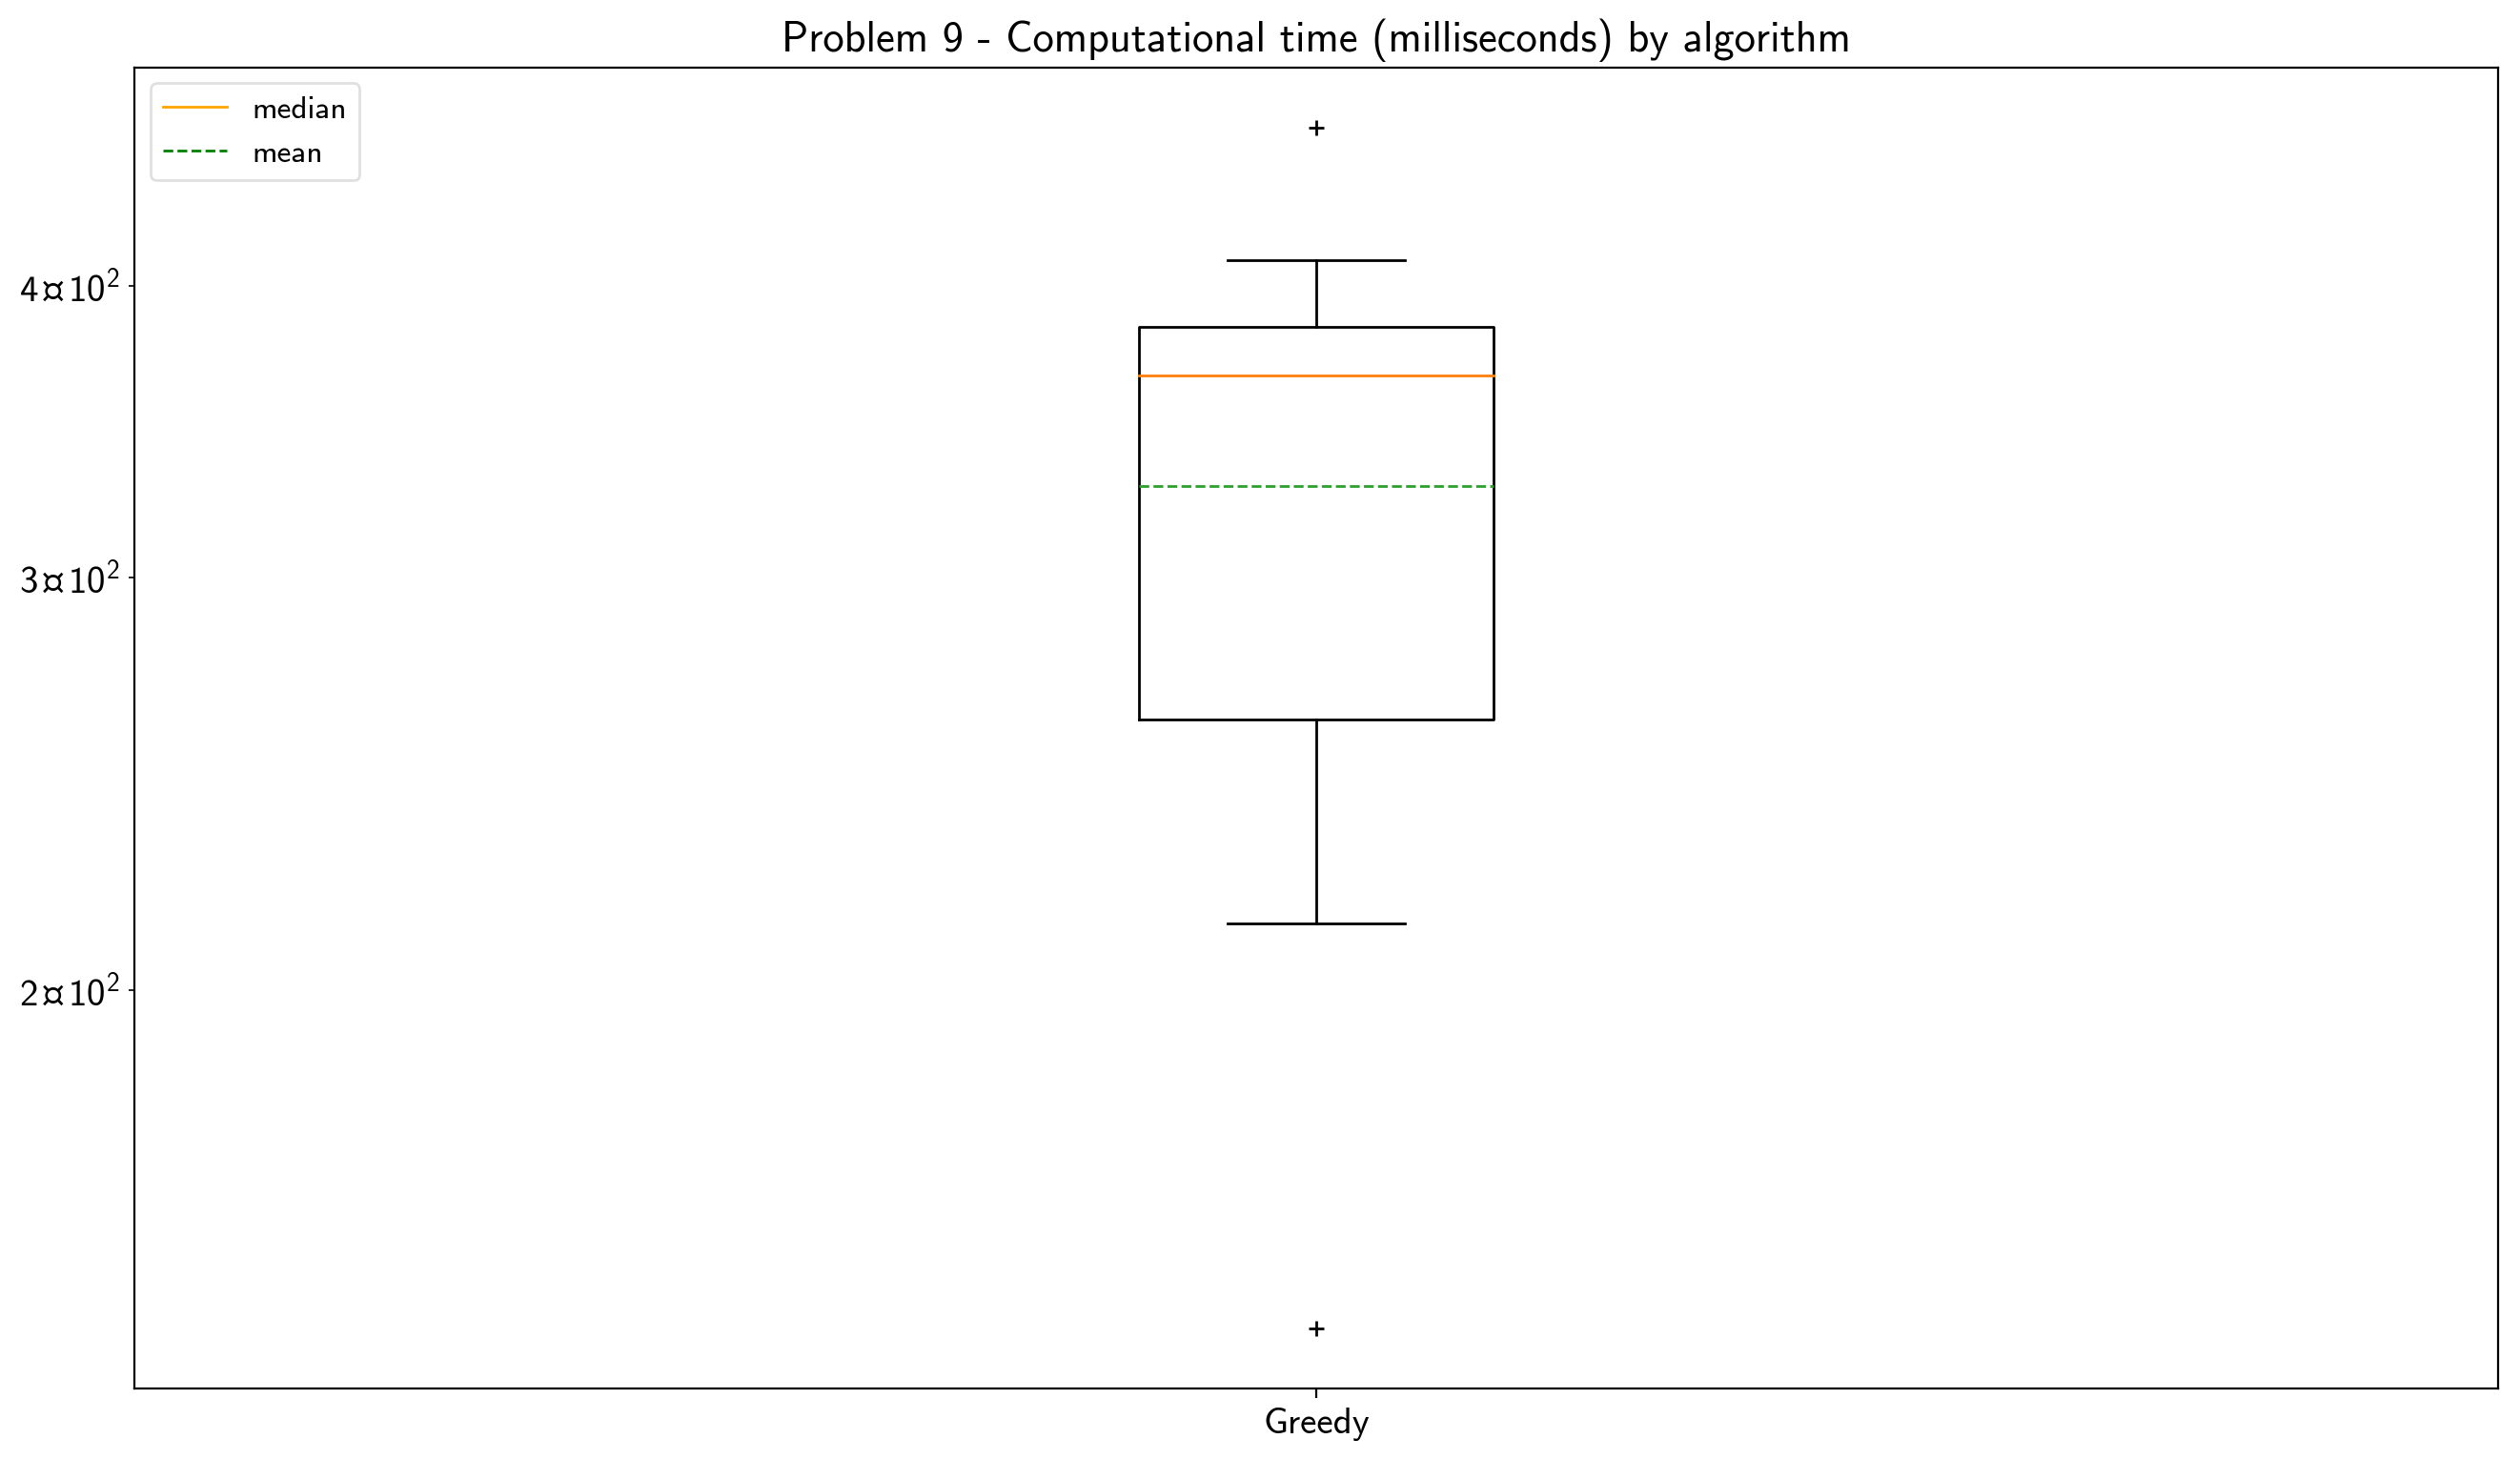 Problem 9 - Computational time (milliseconds) by algorithm
median
mean
4¤10²
3¤10²
2¤10²
Greedy